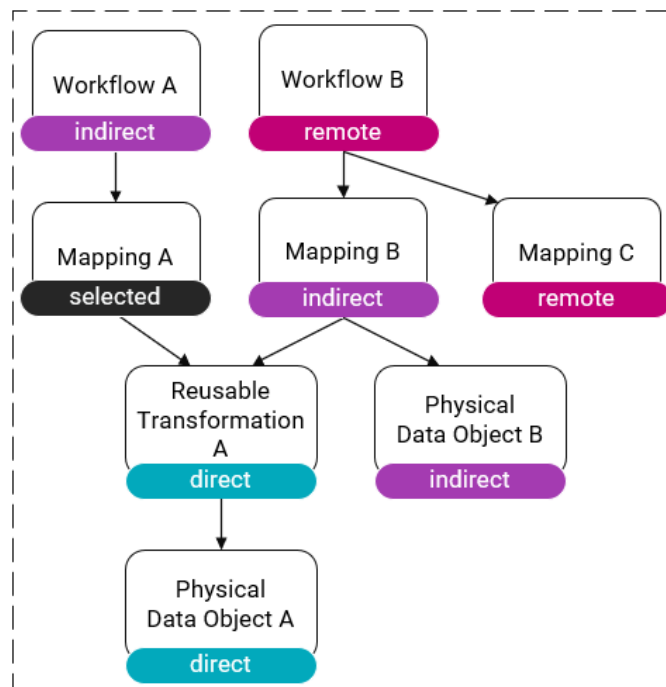 Workflow A
indirect
Workflow B
remote
Mapping A
selected
Mapping B
indirect
Mapping C
remote
Reusable
Transformation
A
direct
Physical
Data Object B
indirect
Physical
Data Object A
direct